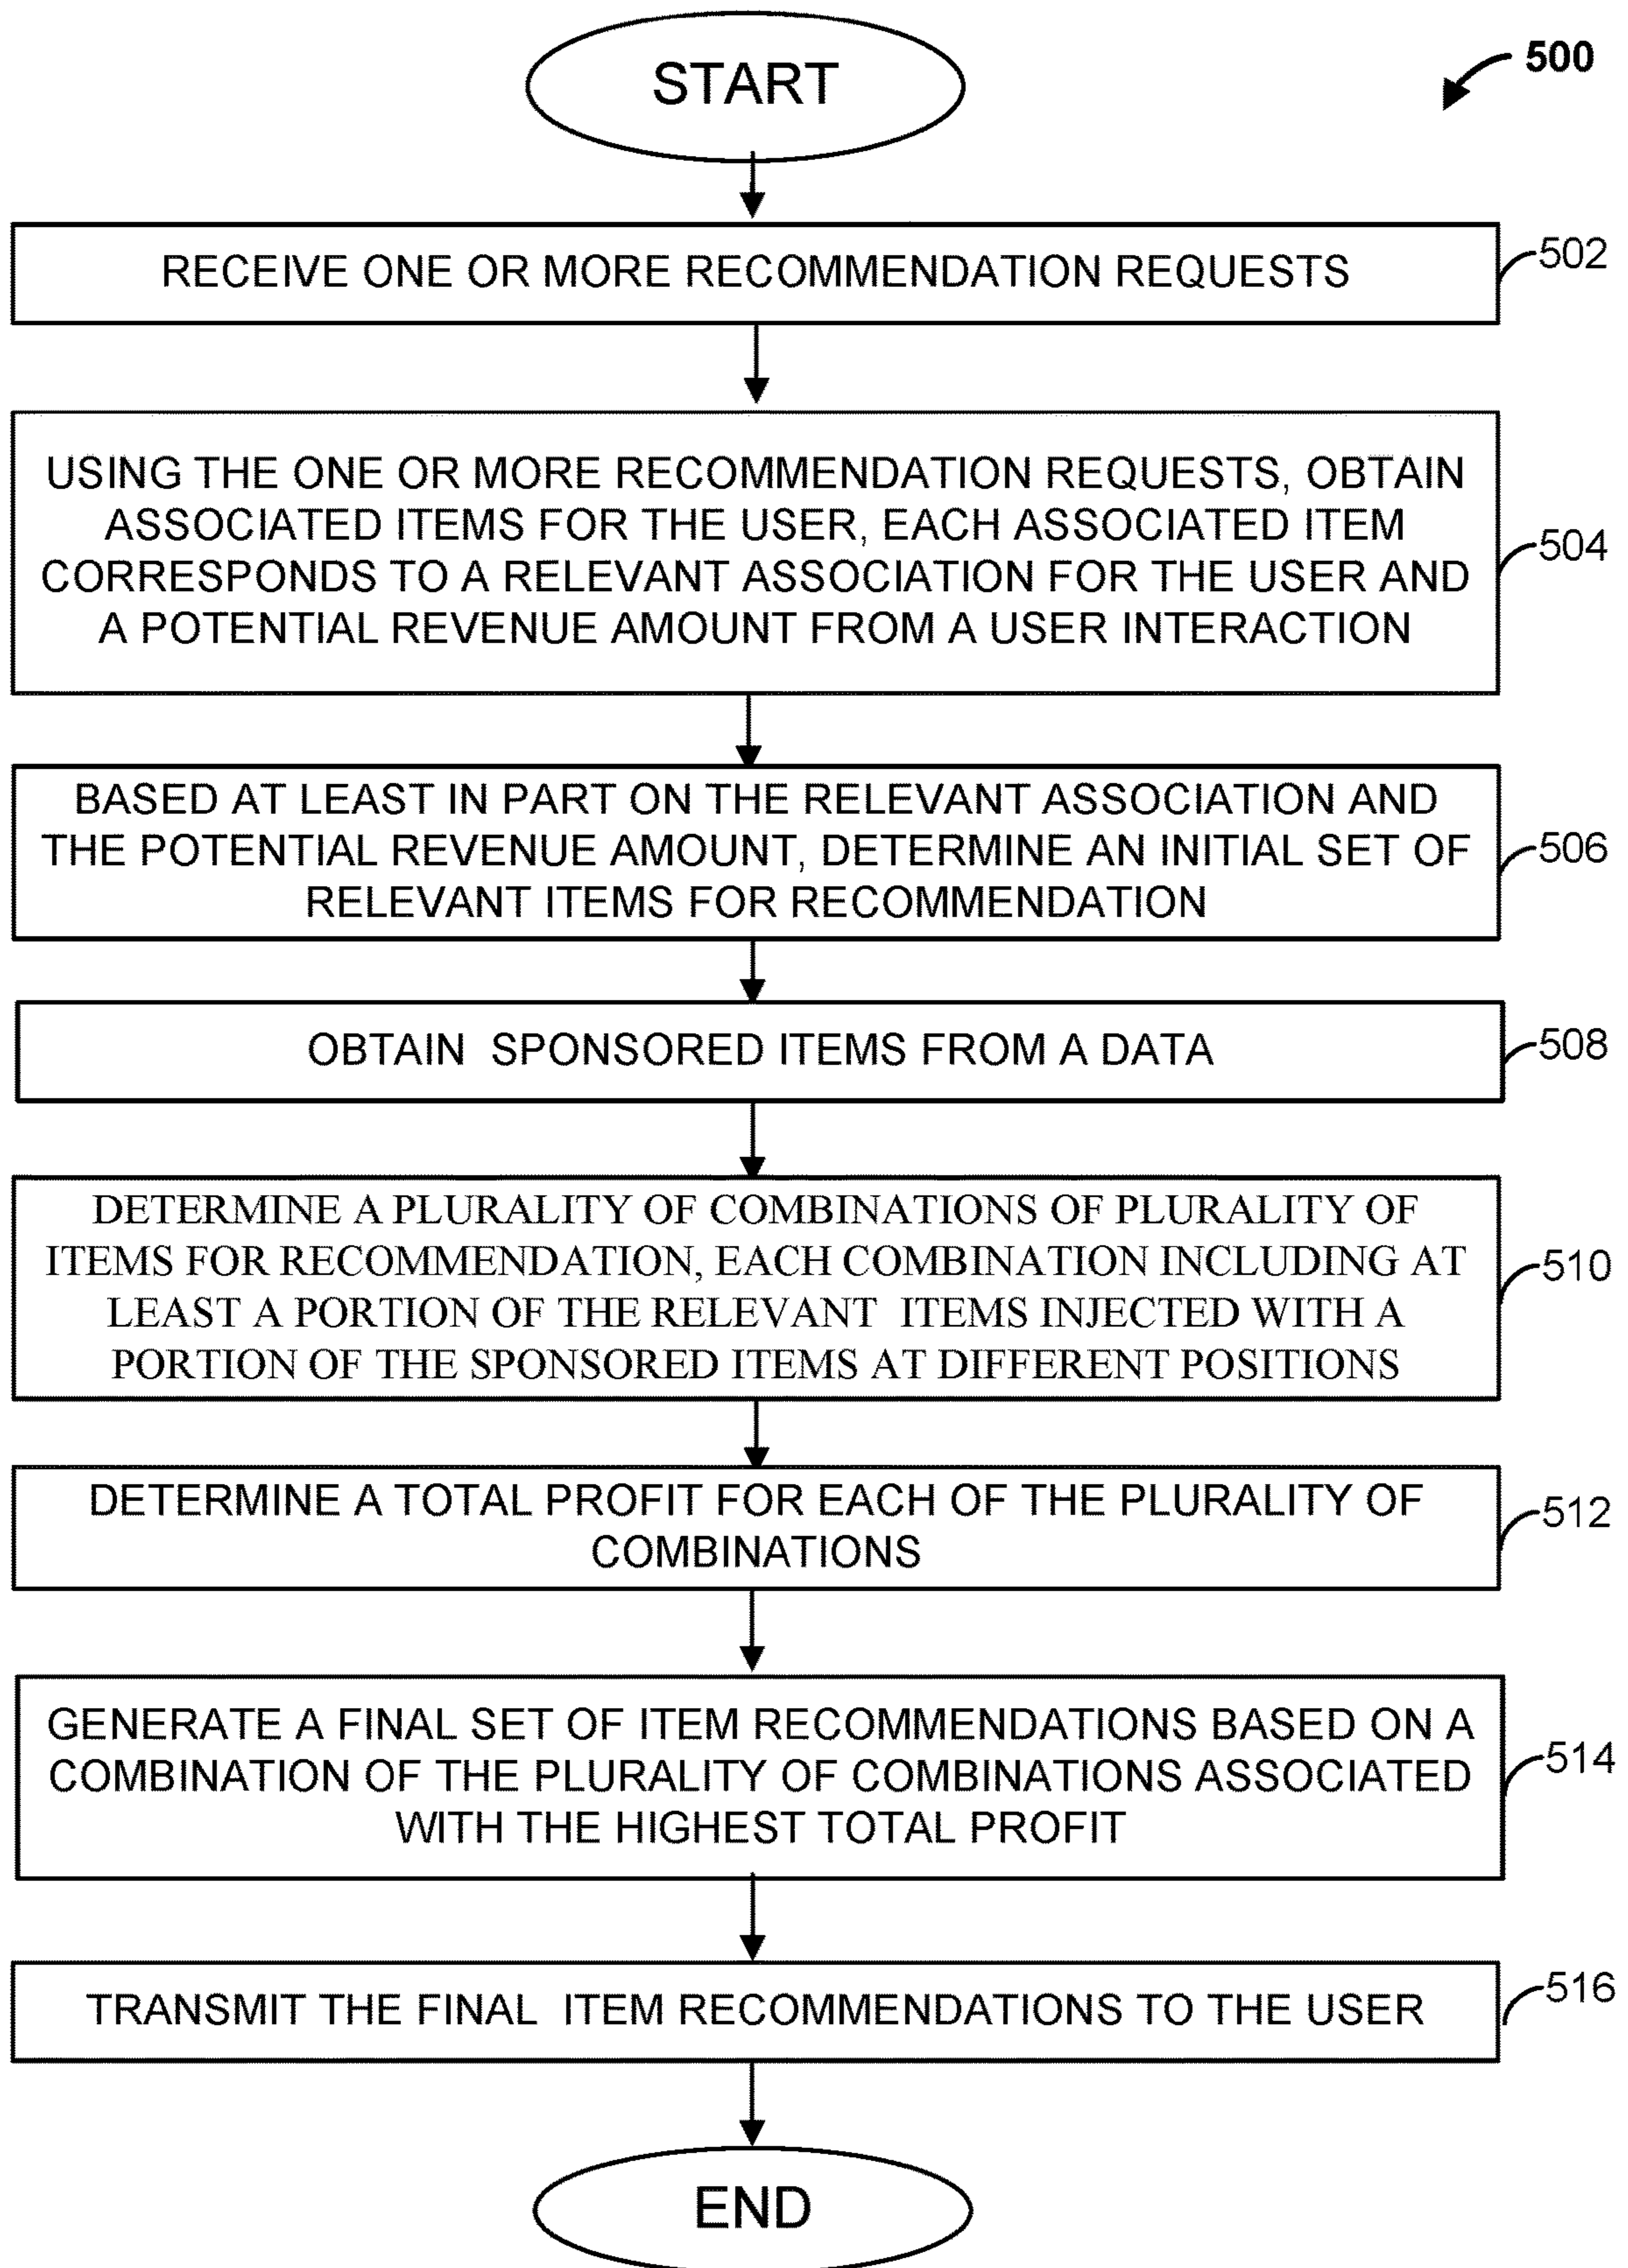 START
500
RECEIVE ONE OR MORE RECOMMENDATION REQUESTS
502
USING THE ONE OR MORE RECOMMENDATION REQUESTS, OBTAIN
ASSOCIATED ITEMS FOR THE USER, EACH ASSOCIATED ITEM
CORRESPONDS TO A RELEVANT ASSOCIATION FOR THE USER AND
A POTENTIAL REVENUE AMOUNT FROM A USER INTERACTION
504
BASED AT LEAST IN PART ON THE RELEVANT ASSOCIATION AND
THE POTENTIAL REVENUE AMOUNT, DETERMINE AN INITIAL SET OF
RELEVANT ITEMS FOR RECOMMENDATION
506
OBTAIN SPONSORED ITEMS FROM A DATA
508
DETERMINE A PLURALITY OF COMBINATIONS OF PLURALITY OF
ITEMS FOR RECOMMENDATION, EACH COMBINATION INCLUDING AT
LEAST A PORTION OF THE RELEVANT ITEMS INJECTED WITH A
PORTION OF THE SPONSORED ITEMS AT DIFFERENT POSITIONS
510
DETERMINE A TOTAL PROFIT FOR EACH OF THE PLURALITY OF
COMBINATIONS
512
GENERATE A FINAL SET OF ITEM RECOMMENDATIONS BASED ON A
COMBINATION OF THE PLURALITY OF COMBINATIONS ASSOCIATED
WITH THE HIGHEST TOTAL PROFIT
514
TRANSMIT THE FINAL ITEM RECOMMENDATIONS TO THE USER
516
END